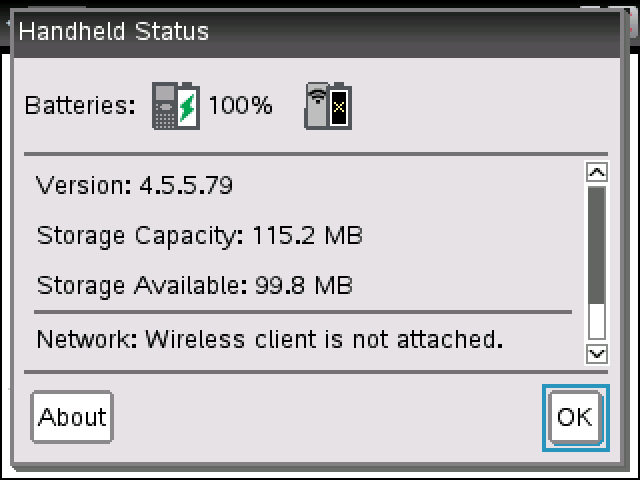 Handheld Status
Batteries: 100%
Version: 4.5.5.79
Storage Capacity: 115.2 MB
Storage Available: 99.8 MB
Network: Wireless client is not attached.
About OK